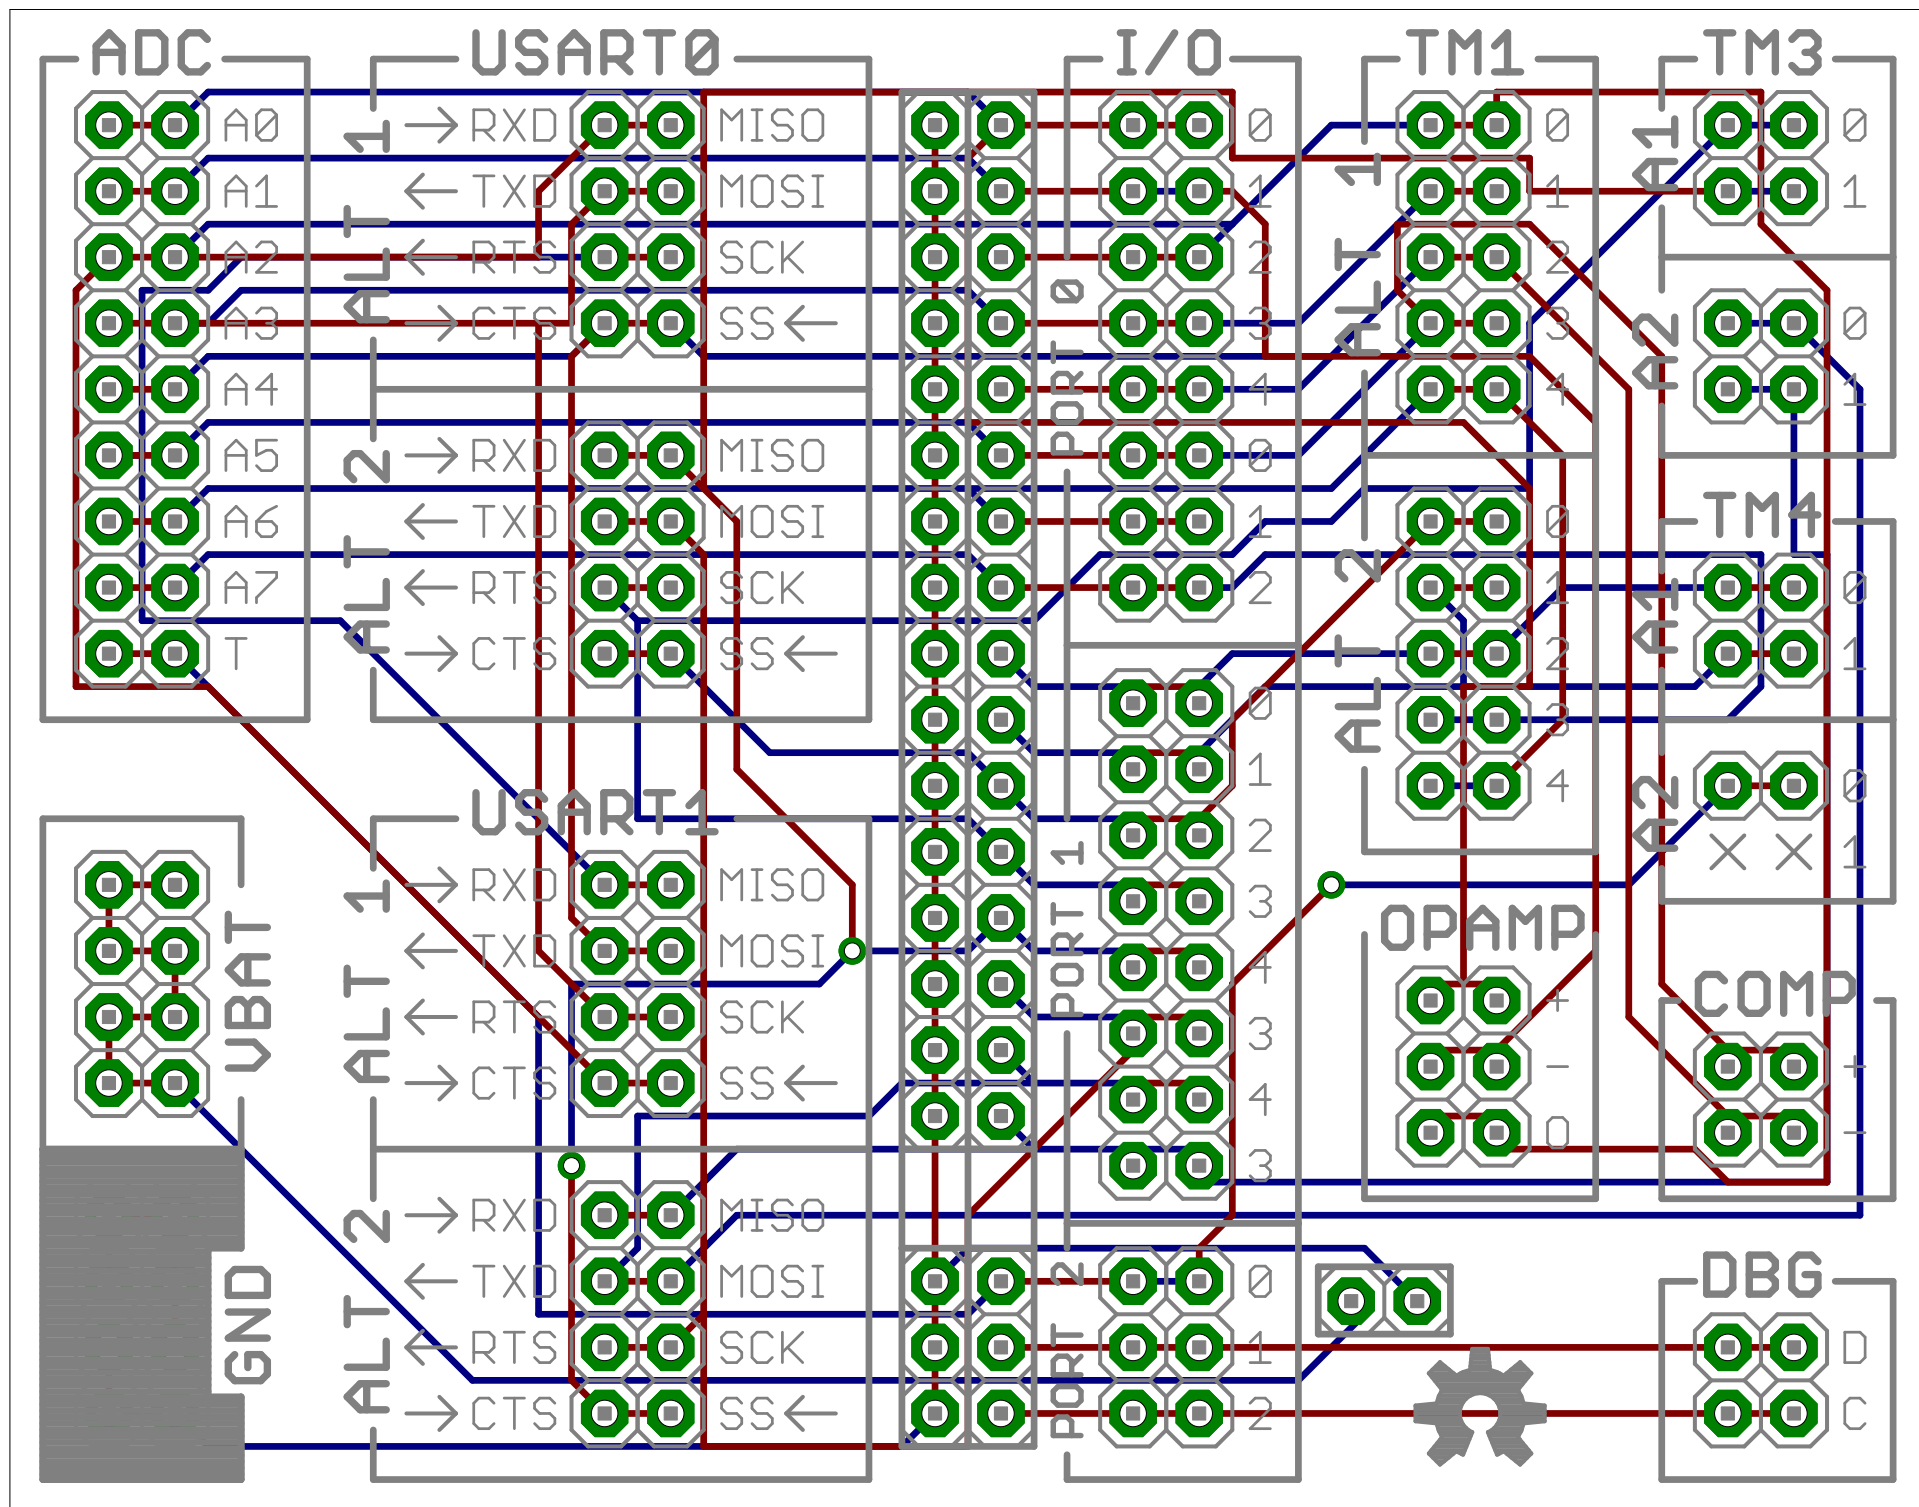 ADC
A0
A1
A2
A3
A4
A5
A6
A7
T
VBAT
GND
USART0
ALT 1
RXD MISO
TXD MOSI
RTS SCK
CTS SS
ALT 2
RXD MISO
TXD MOSI
RTS SCK
CTS SS
USART1
ALT 1
RXD MISO
TXD MOSI
RTS SCK
CTS SS
ALT 2
RXD MISO
TXD MOSI
RTS SCK
CTS SS
I/O
PORT 0
0
1
2
3
4
0
1
2
PORT 1
0
1
2
3
4
3
4
3
PORT 2
0
1
2
TM1
ALT 1
0
1
2
3
4
ALT 2
0
1
2
3
4
OPAMP
+
-
O
TM3
A1
0
1
A2
0
1
TM4
A1
0
1
A2
0
X X 1
COMP
+
-
DBG
D
C